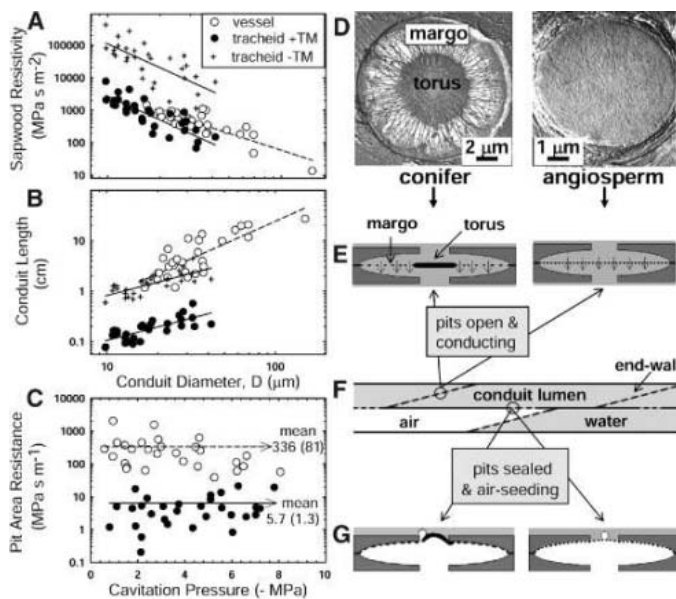 A
Sapwood Resistivity
(MPa s m-2)
vessel
tracheid +TM
tracheid -TM
100000
10000
1000
100
10
B
Conduit Length
(cm)
10
1
0.1
10
100
Conduit Diameter, D (μm)
C
Pit Area Resistance
(MPa s m-1)
10000
1000
100
10
1
0.1
mean
336 (81)
mean
5.7 (1.3)
0 2 4 6 8 10
Cavitation Pressure (- MPa)
D
margo
torus
2 μm
1 μm
conifer
angiosperm
E
margo
torus
pits open &
conducting
F
end-wall
conduit lumen
air
water
pits sealed
& air-seeding
G